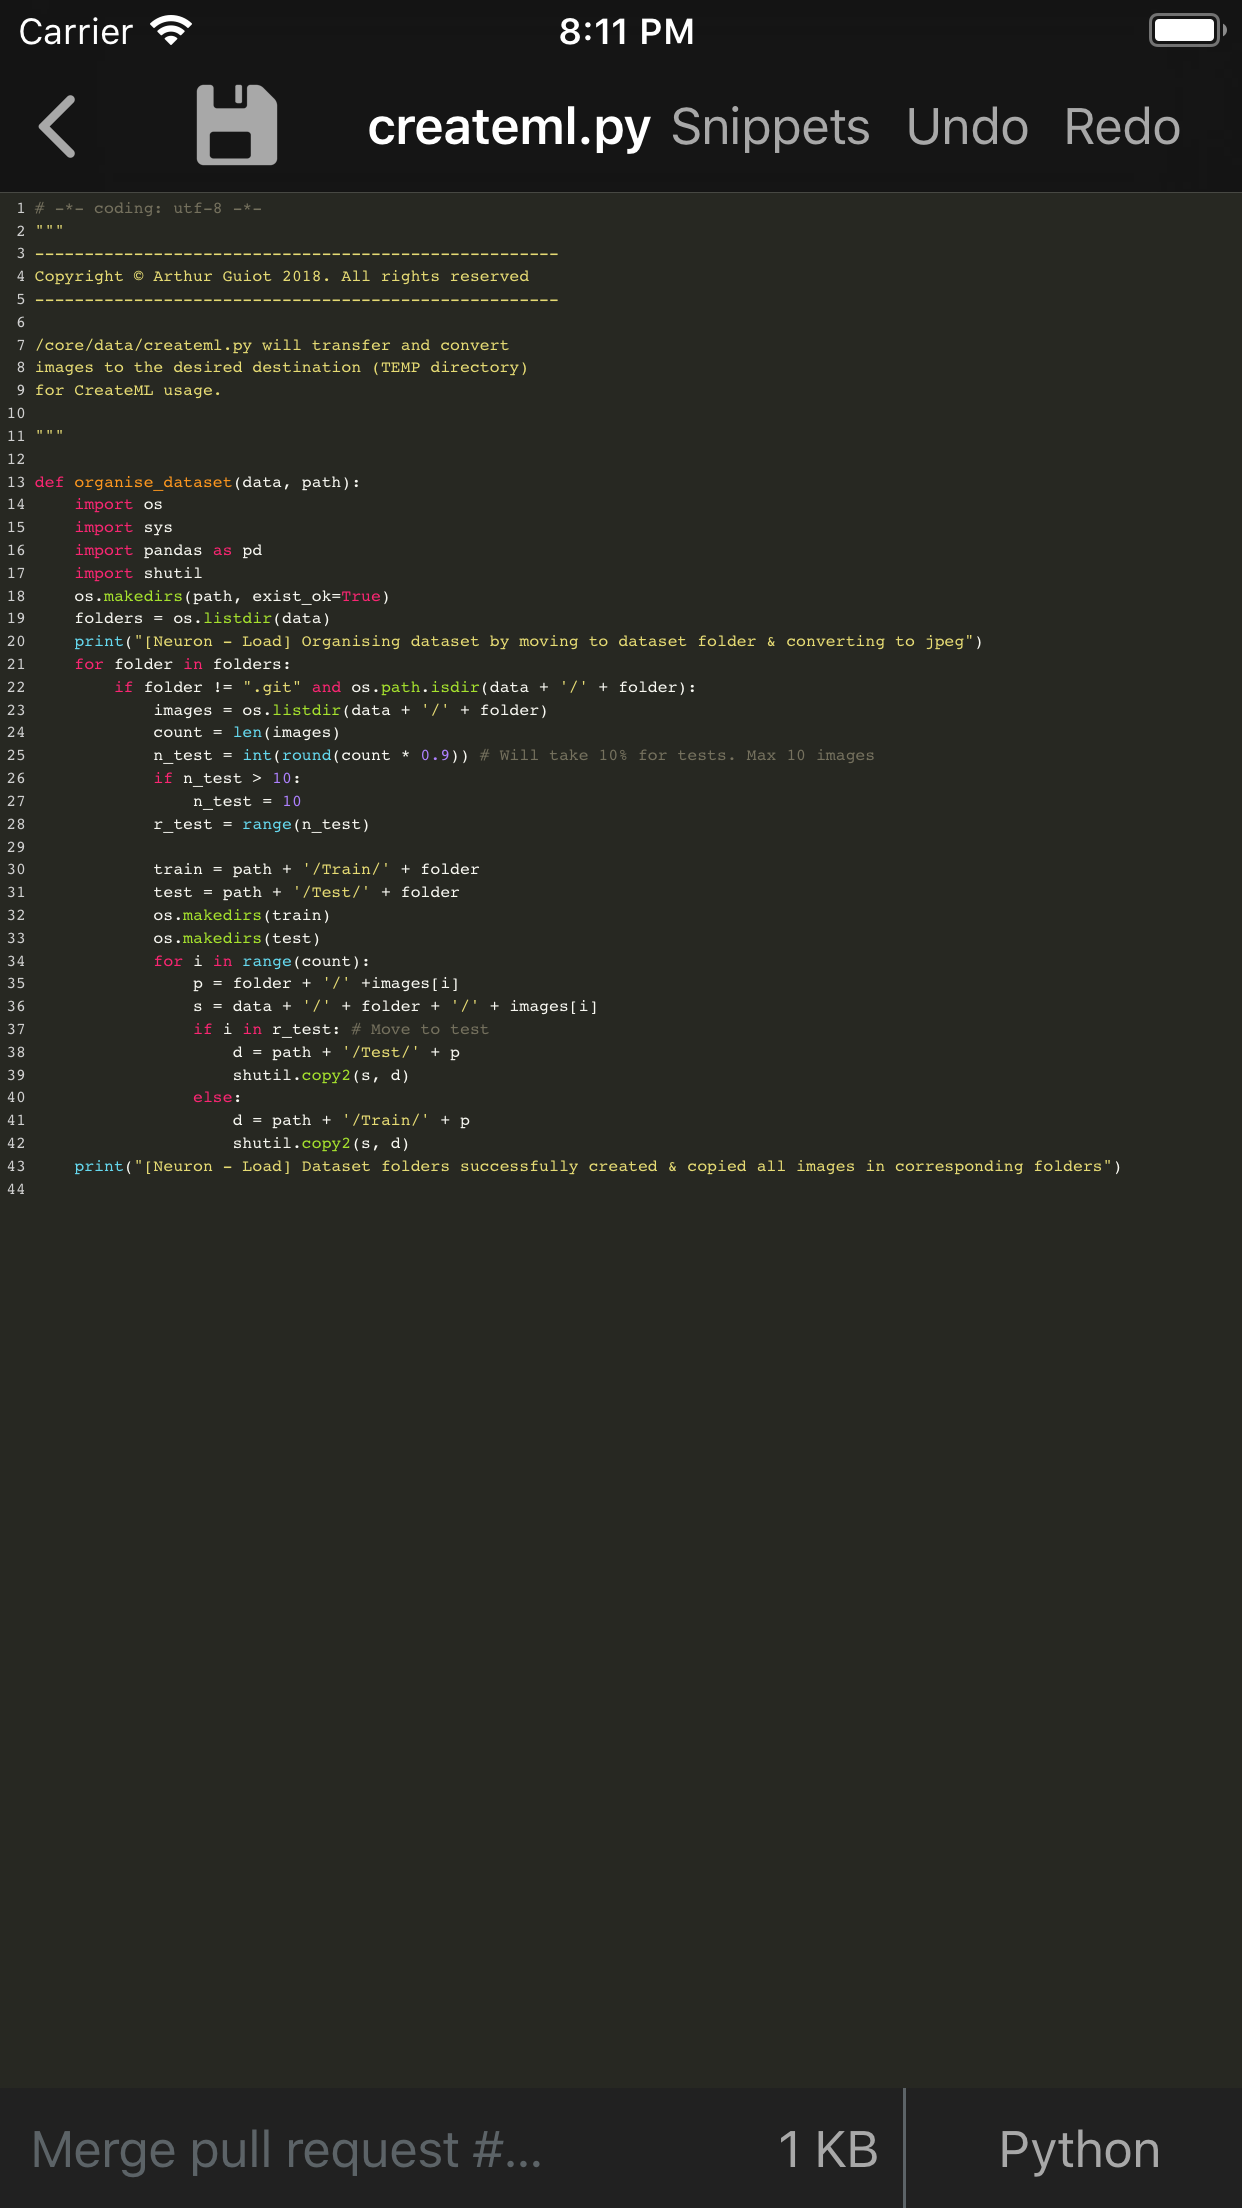 Carrier 8:11 PM
createml.py Snippets Undo Redo
1 # -*- coding: utf-8 -*-
2 """
3 -----------------------------------------------------
4 Copyright © Arthur Guiot 2018. All rights reserved
5 -----------------------------------------------------
6
7 /core/data/createml.py will transfer and convert
8 images to the desired destination (TEMP directory)
9 for CreateML usage.
10
11 """
12
13 def organise_dataset(data, path):
14     import os
15     import sys
16     import pandas as pd
17     import shutil
18     os.makedirs(path, exist_ok=True)
19     folders = os.listdir(data)
20     print("[Neuron - Load] Organising dataset by moving to dataset folder & converting to jpeg")
21     for folder in folders:
22         if folder != ".git" and os.path.isdir(data + '/' + folder):
23             images = os.listdir(data + '/' + folder)
24             count = len(images)
25             n_test = int(round(count * 0.9)) # Will take 10% for tests. Max 10 images
26             if n_test > 10:
27                 n_test = 10
28             r_test = range(n_test)
29
30             train = path + '/Train/' + folder
31             test = path + '/Test/' + folder
32             os.makedirs(train)
33             os.makedirs(test)
34             for i in range(count):
35                 p = folder + '/' +images[i]
36                 s = data + '/' + folder + '/' + images[i]
37                 if i in r_test: # Move to test
38                     d = path + '/Test/' + p
39                     shutil.copy2(s, d)
40                 else:
41                     d = path + '/Train/' + p
42                     shutil.copy2(s, d)
43     print("[Neuron - Load] Dataset folders successfully created & copied all images in corresponding folders")
44
Merge pull request #... 1 KB Python